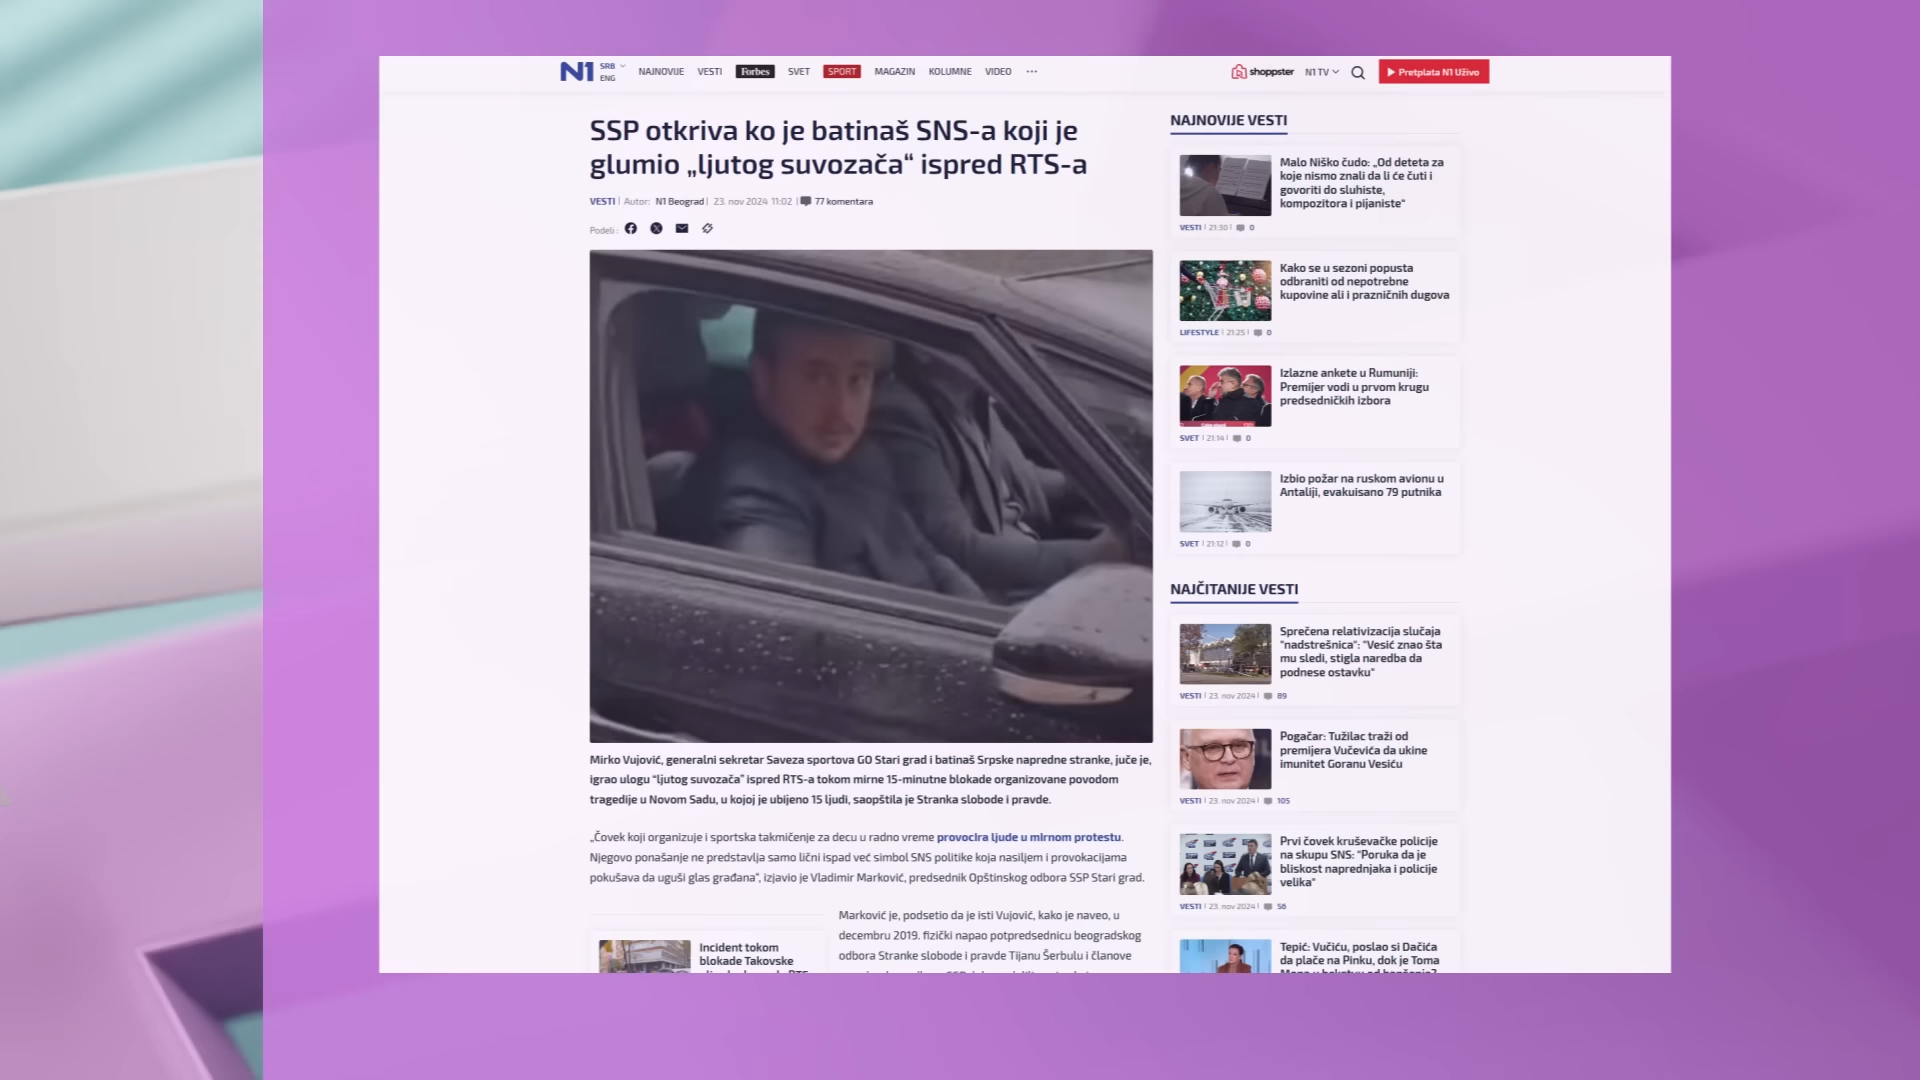 N1 SRB
ENG
NAJNOVIJE VESTI Forbes SVET SPORT MAGAZIN KOLUMNE VIDEO ...
shoppster N1 TV Pretplata N1 Uživo
SSP otkriva ko je batinaš SNS-a koji je
glumio „ljutog suvozača“ ispred RTS-a
VESTI | Autor: N1 Beograd | 23. nov 2024 11:02 | 77 komentara
Podeli :
Mirko Vujović, generalni sekretar Saveza sportova GO Stari grad i batinaš Srpske napredne stranke, juče je,
igrao ulogu “ljutog suvozača” ispred RTS-a tokom mirne 15-minutne blokade organizovane povodom
tragedije u Novom Sadu, u kojoj je ubijeno 15 ljudi, saopštila je Stranka slobode i pravde.
„Čovek koji organizuje i sportska takmičenje za decu u radno vreme provocira ljude u mirnom protestu.
Njegovo ponašanje ne predstavlja samo lični ispad već simbol SNS politike koja nasiljem i provokacijama
pokušava da uguši glas građana“, izjavio je Vladimir Marković, predsednik Opštinskog odbora SSP Stari grad.
Incident tokom
blokade Takovske
Marković je, podsetio da je isti Vujović, kako je naveo, u
decembru 2019. fizički napao potpredsednicu beogradskog
odbora Stranke slobode i pravde Tijanu Šerbulu i članove
NAJNOVIJE VESTI
Malo Niško čudo: „Od deteta za
koje nismo znali da li će čuti i
govoriti do sluhiste,
kompozitora i pijaniste“
VESTI | 21:30 | 0
Kako se u sezoni popusta
odbraniti od nepotrebne
kupovine ali i prazničnih dugova
LIFESTYLE | 21:25 | 0
Izlazne ankete u Rumuniji:
Premijer vodi u prvom krugu
predsedničkih izbora
SVET | 21:14 | 0
Izbio požar na ruskom avionu u
Antaliji, evakuisano 79 putnika
SVET | 21:12 | 0
NAJČITANIJE VESTI
Sprečena relativizacija slučaja
"nadstrešnica": "Vesić znao šta
mu sledi, stigla naredba da
podnese ostavku"
VESTI | 23. nov 2024 | 89
Pogačar: Tužilac traži od
premijera Vučevića da ukine
imunitet Goranu Vesiću
VESTI | 23. nov 2024 | 105
Prvi čovek kruševačke policije
na skupu SNS: “Poruka da je
bliskost naprednjaka i policije
velika“
VESTI | 23. nov 2024 | 56
Tepić: Vučiću, poslao si Dačića
da plače na Pinku, dok je Toma